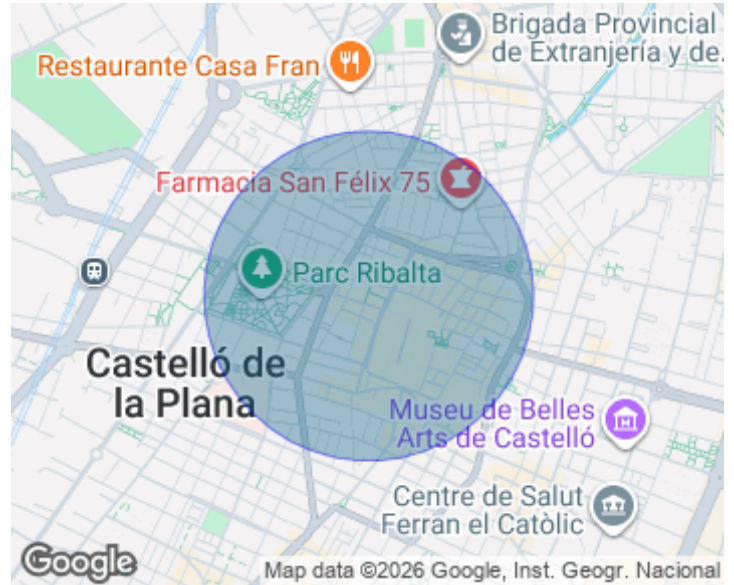 Brigada Provincial
de Extranjería y de...
Restaurante Casa Fran
Farmacia San Félix 75
Parc Ribalta
Castelló de
la Plana
Museu de Belles
Arts de Castelló
Centre de Salut
Ferran el Catòlic
Google
Map data ©2026 Google, Inst. Geogr. Nacional